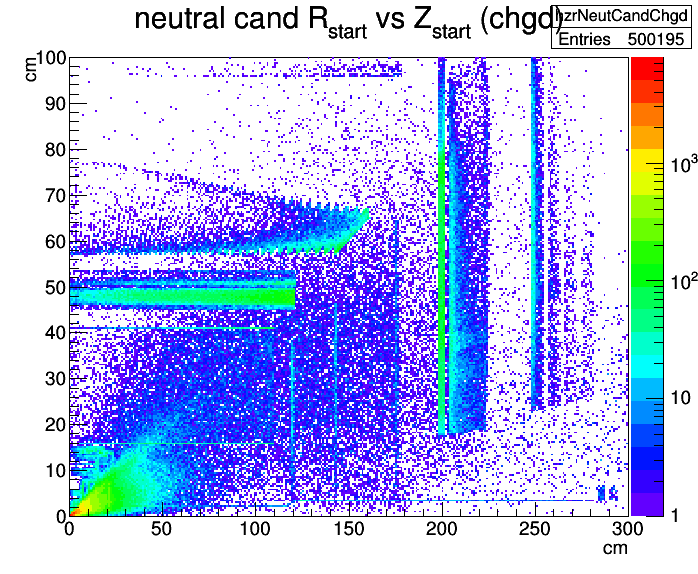 neutral cand R_start vs Z_start (chgd)
hzrNeutCandChgd
Entries 500195
cm
100
90
80
70
60
50
40
30
20
10
0
0 50 100 150 200 250 300
cm
10³
10²
10
1